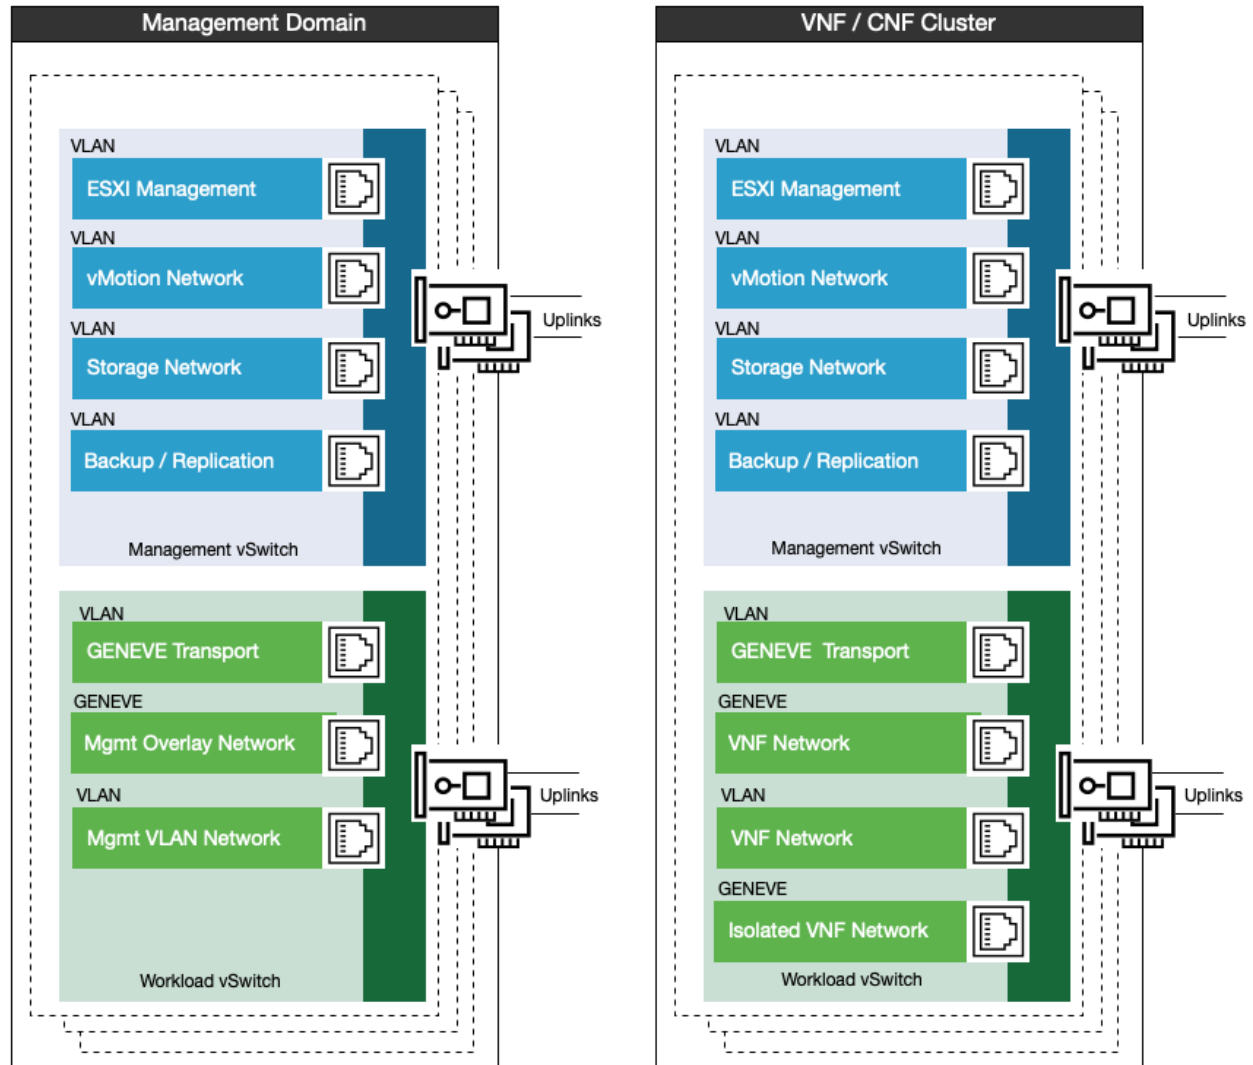 Management Domain
VLAN
ESXI Management
VLAN
vMotion Network
VLAN
Storage Network
VLAN
Backup / Replication
Management vSwitch
Uplinks
VLAN
GENEVE Transport
GENEVE
Mgmt Overlay Network
VLAN
Mgmt VLAN Network
Workload vSwitch
Uplinks
VNF / CNF Cluster
VLAN
ESXI Management
VLAN
vMotion Network
VLAN
Storage Network
VLAN
Backup / Replication
Management vSwitch
Uplinks
VLAN
GENEVE Transport
GENEVE
VNF Network
VLAN
VNF Network
GENEVE
Isolated VNF Network
Workload vSwitch
Uplinks